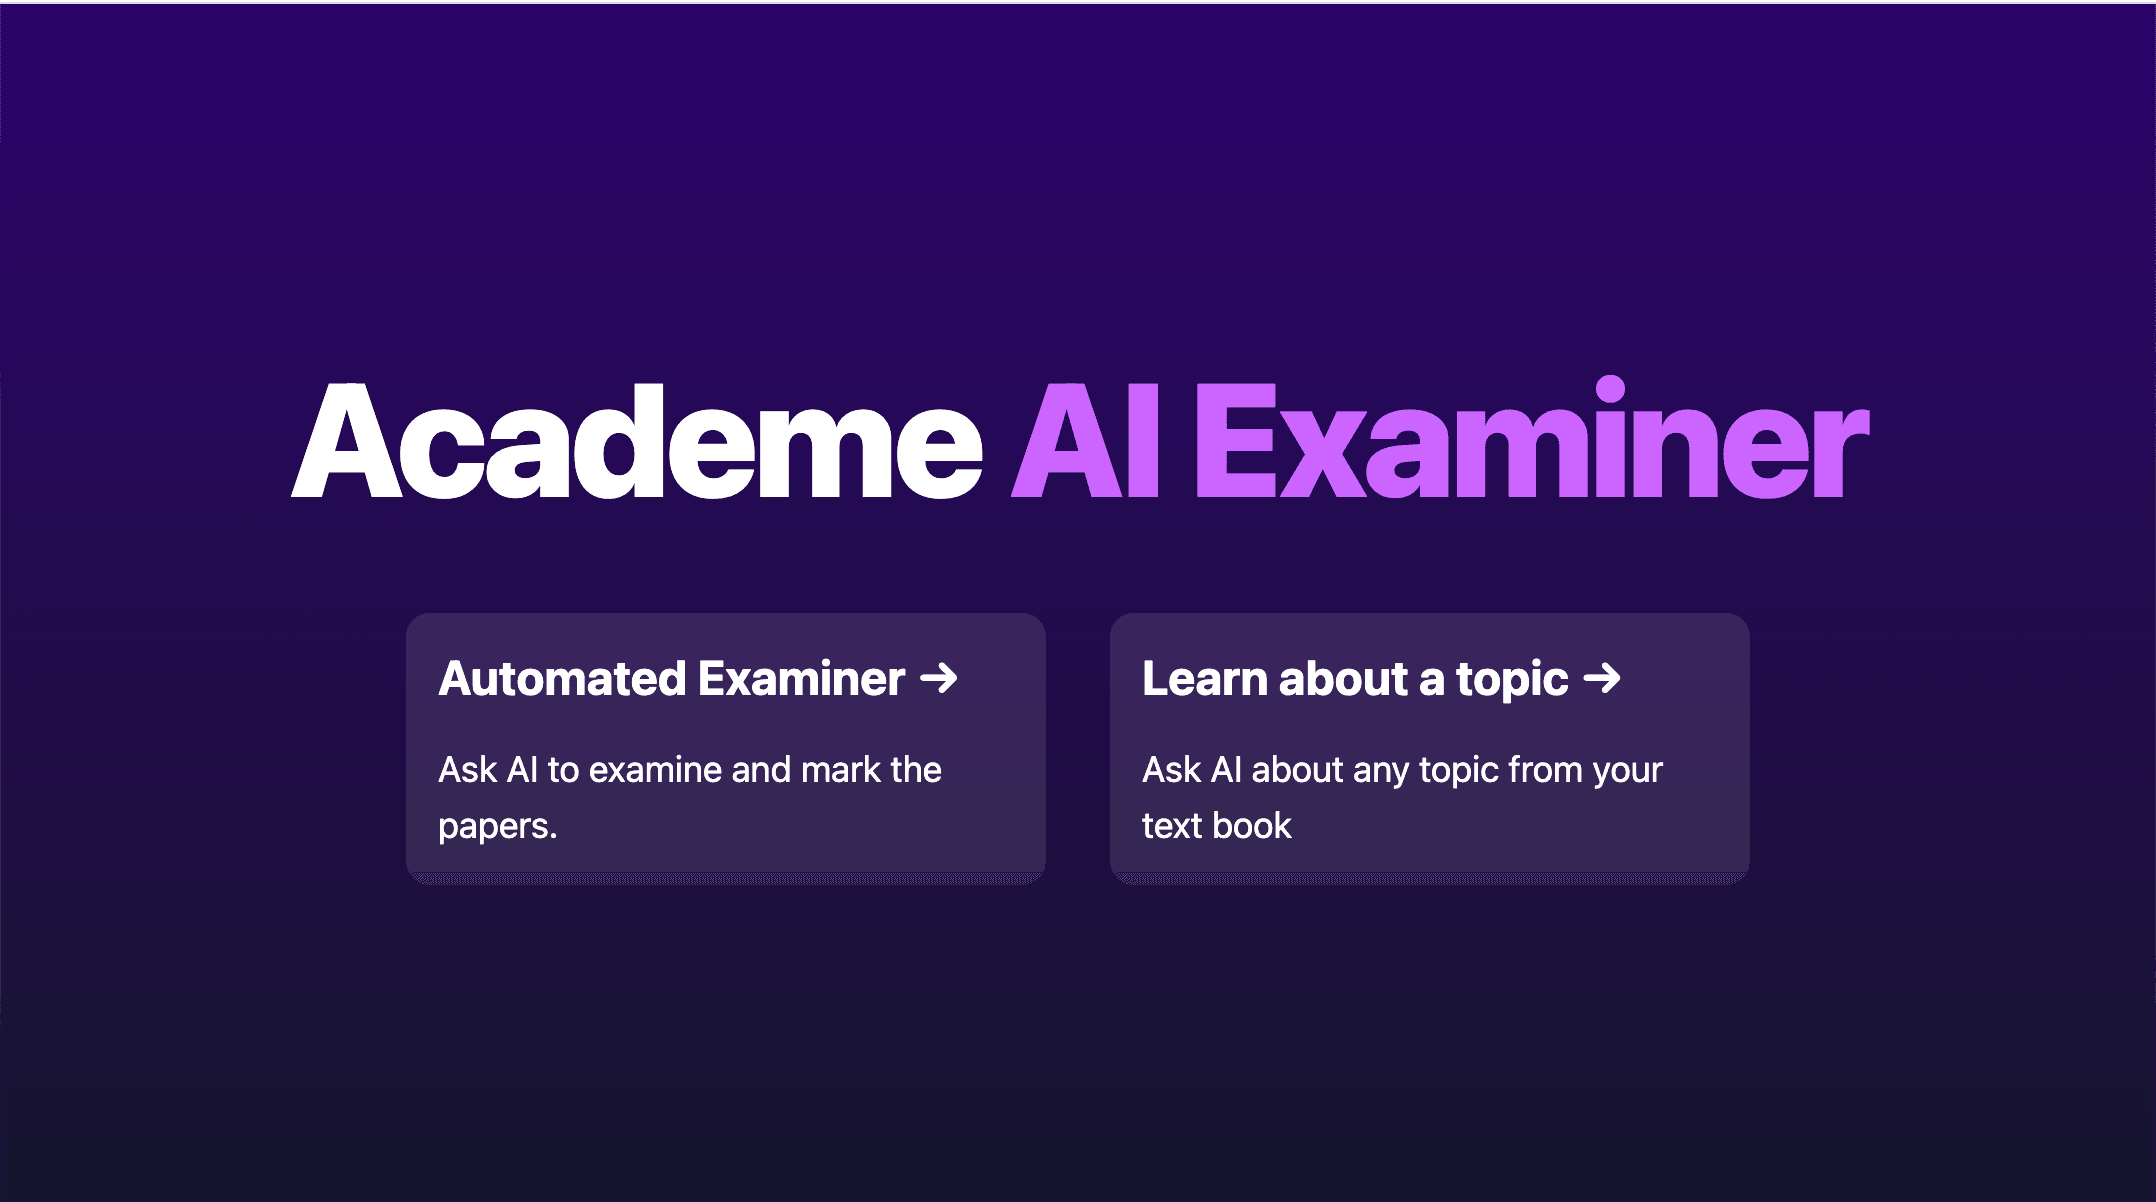 Academe AI Examiner
Automated Examiner →
Ask AI to examine and mark the
papers.
Learn about a topic →
Ask AI about any topic from your
text book